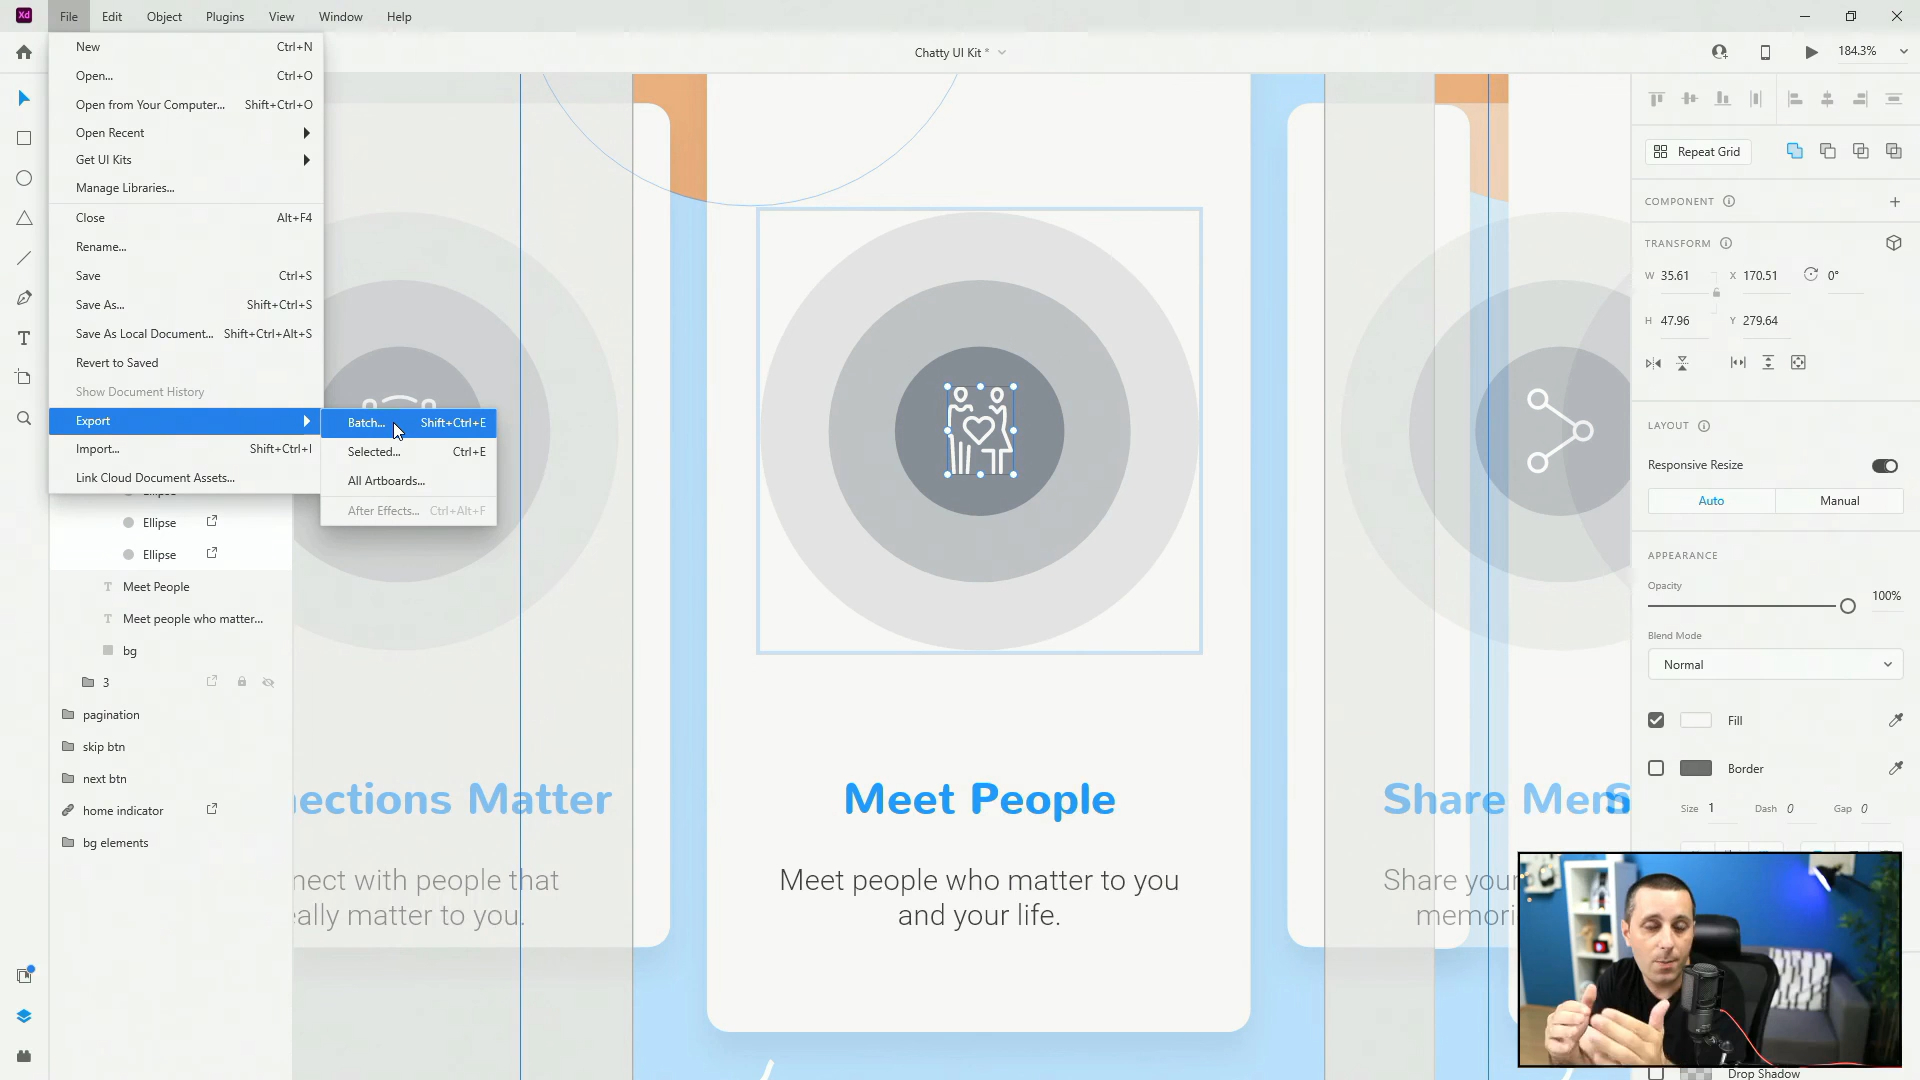 Xd File Edit Object Plugins View Window Help
Chatty UI Kit *
184.3%
New Ctrl+N
Open... Ctrl+O
Open from Your Computer... Shift+Ctrl+O
Open Recent
Get UI Kits
Manage Libraries...
Close Alt+F4
Rename...
Save Ctrl+S
Save As... Shift+Ctrl+S
Save As Local Document... Shift+Ctrl+Alt+S
Revert to Saved
Show Document History
Export
Import... Shift+Ctrl+I
Link Cloud Document Assets...
Batch... Shift+Ctrl+E
Selected... Ctrl+E
All Artboards...
After Effects... Ctrl+Alt+F
Ellipse
Ellipse
Ellipse
Meet People
Meet people who matter...
bg
3
pagination
skip btn
next btn
home indicator
bg elements
ections Matter
nect with people that
eally matter to you.
Meet People
Meet people who matter to you
and your life.
Share Mem
Share your
memori
Repeat Grid
COMPONENT
TRANSFORM
W 35.61 X 170.51 0°
H 47.96 Y 279.64
LAYOUT
Responsive Resize
Auto Manual
APPEARANCE
Opacity
100%
Blend Mode
Normal
Fill
Border
Size 1 Dash 0 Gap 0
Drop Shadow